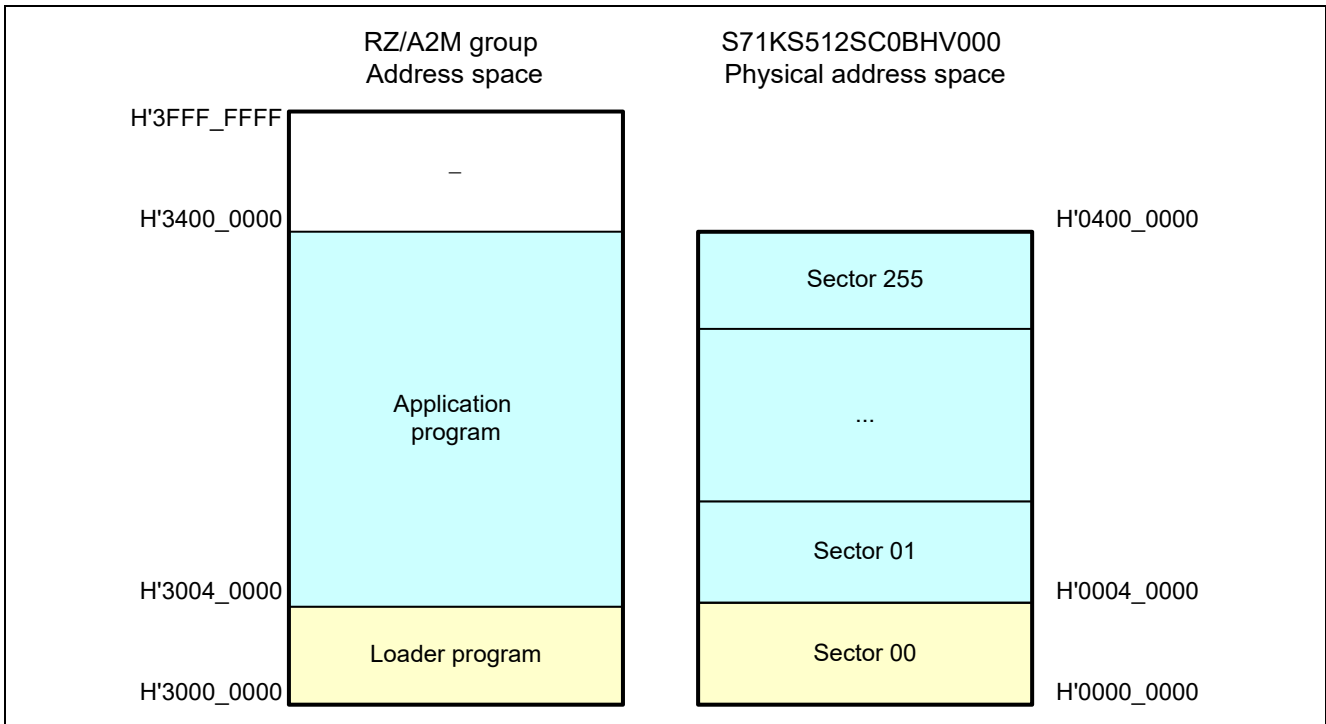 RZ/A2M group
Address space
S71KS512SC0BHV000
Physical address space
H'3FFF_FFFF
–
H'3400_0000
H'0400_0000
Sector 255
Application
program
...
Sector 01
H'3004_0000
H'0004_0000
Loader program
Sector 00
H'3000_0000
H'0000_0000